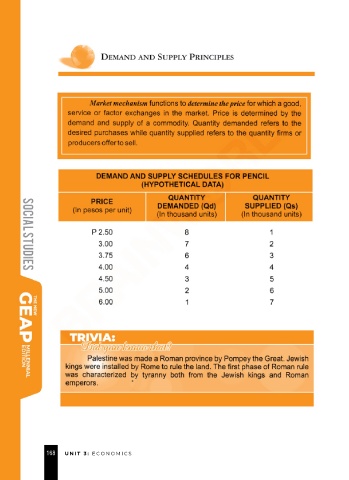 DEMAND AND SUPPLY PRINCIPLES
Market mechanism functions to determine the price for which a good,
service or factor exchanges in the market. Price is determined by the
demand and supply of a commodity. Quantity demanded refers to the
desired purchases while quantity supplied refers to the quantity firms or
producers offer to sell.
DEMAND AND SUPPLY SCHEDULES FOR PENCIL
(HYPOTHETICAL DATA)
PRICE
(In pesos per unit)
QUANTITY
DEMANDED (Qd)
(In thousand units)
QUANTITY
SUPPLIED (Qs)
(In thousand units)
P 2.50 8 1
3.00 7 2
3.75 6 3
4.00 4 4
4.50 3 5
5.00 2 6
6.00 1 7
SOCIAL STUDIES
THE NEW
GEAP
MILLENNIAL
EDITION
TRIVIA:
Did you know that?
Palestine was made a Roman province by Pompey the Great. Jewish
kings were installed by Rome to rule the land. The first phase of Roman rule
was characterized by tyranny both from the Jewish kings and Roman
emperors.
168 UNIT 3: ECONOMICS